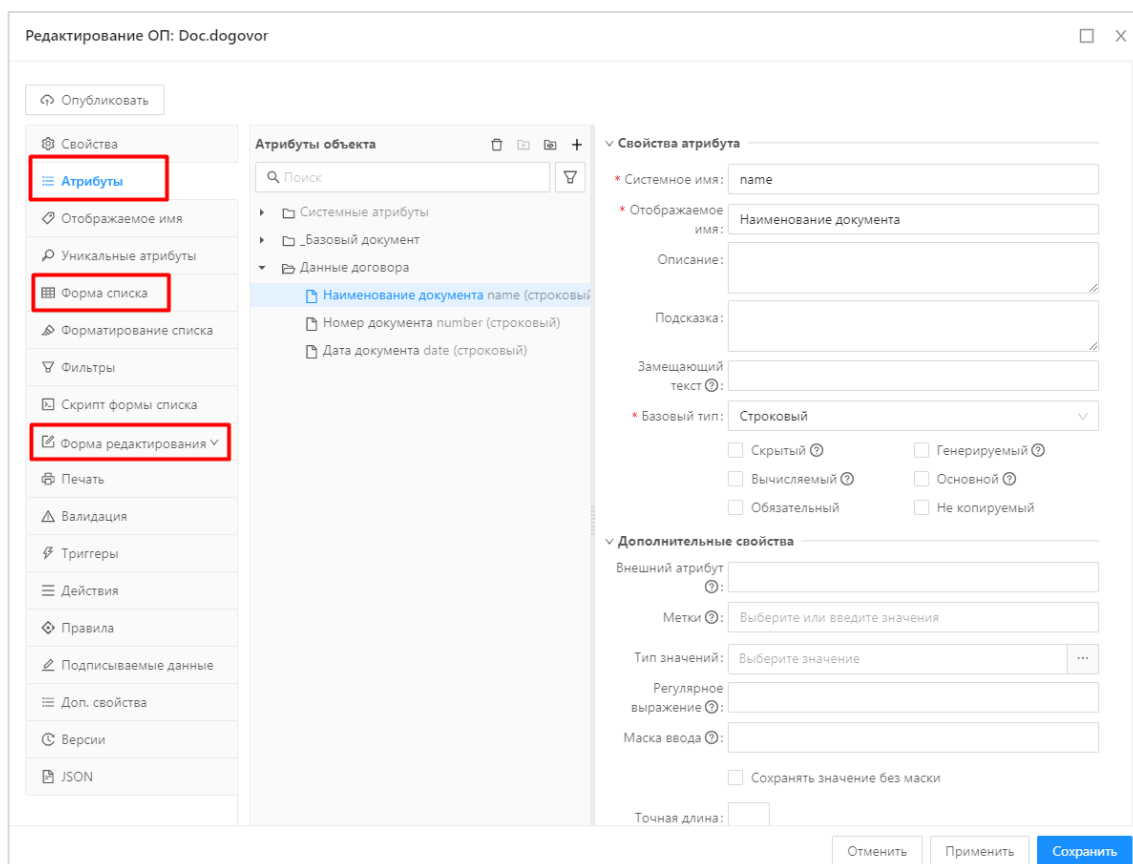 Редактирование ОП: Doc.dogovor
Опубликовать
Свойства
Атрибуты
Отображаемое имя
Уникальные атрибуты
Форма списка
Форматирование списка
Фильтры
Скрипт формы списка
Форма редактирования
Печать
Валидация
Триггеры
Действия
Правила
Подписываемые данные
Доп. свойства
Версии
JSON
Атрибуты объекта
Поиск
Системные атрибуты
_Базовый документ
Данные договора
Наименование документа name (строковый
Номер документа number (строковый)
Дата документа date (строковый)
Свойства атрибута
* Системное имя: name
* Отображаемое
имя: Наименование документа
Описание:
Подсказка:
Замещающий
текст ?:
* Базовый тип: Строковый
Скрытый ? Генерируемый ?
Вычисляемый ? Основной ?
Обязательный Не копируемый
Дополнительные свойства
Внешний атрибут
?:
Метки ?: Выберите или введите значения
Тип значений: Выберите значение ...
Регулярное
выражение ?:
Маска ввода ?:
Сохранять значение без маски
Точная длина:
Отменить Применить Сохранить